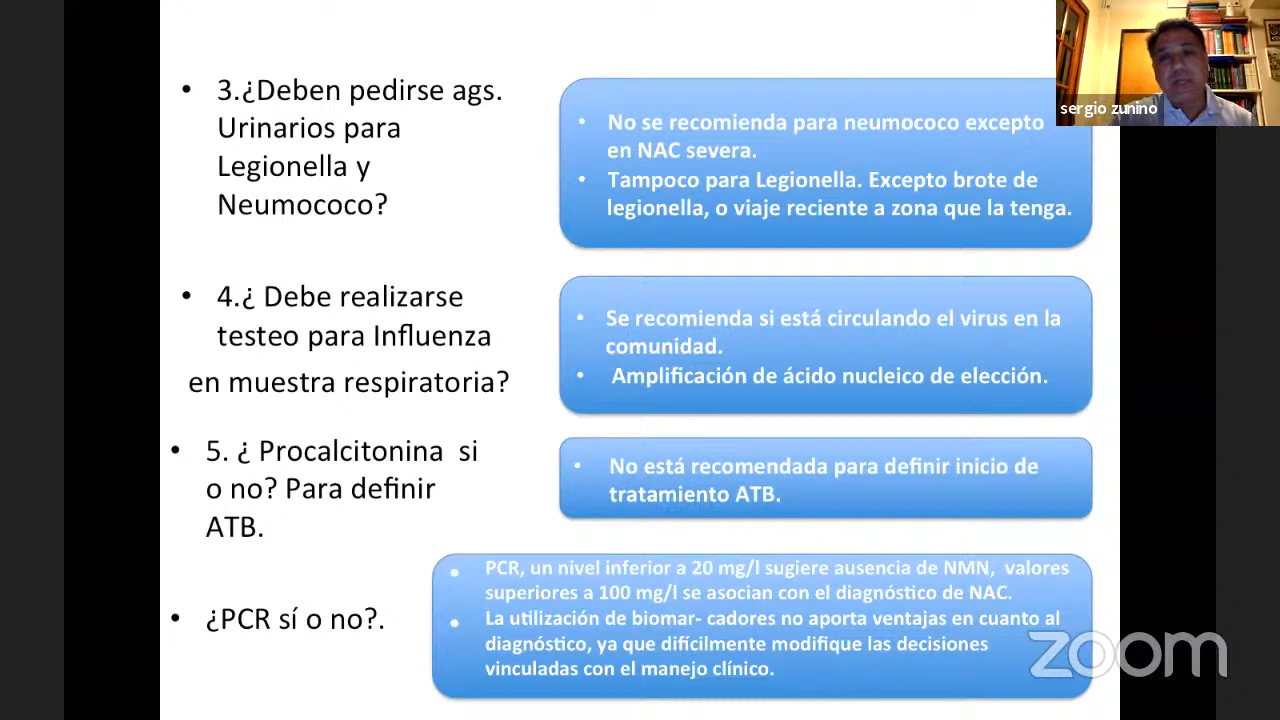 • 3.¿Deben pedirse ags.
Urinarios para
Legionella y
Neumococo?
• No se recomienda para neumococo excepto
en NAC severa.
• Tampoco para Legionella. Excepto brote de
legionella, o viaje reciente a zona que la tenga.
• 4.¿ Debe realizarse
testeo para Influenza
en muestra respiratoria?
• Se recomienda si está circulando el virus en la
comunidad.
• Amplificación de ácido nucleico de elección.
• 5. ¿ Procalcitonina si
o no? Para definir
ATB.
• No está recomendada para definir inicio de
tratamiento ATB.
• ¿PCR sí o no?.
• PCR, un nivel inferior a 20 mg/l sugiere ausencia de NMN, valores
superiores a 100 mg/l se asocian con el diagnóstico de NAC.
• La utilización de biomar- cadores no aporta ventajas en cuanto al
diagnóstico, ya que difícilmente modifique las decisiones
vinculadas con el manejo clínico.
sergio zunino
zoom